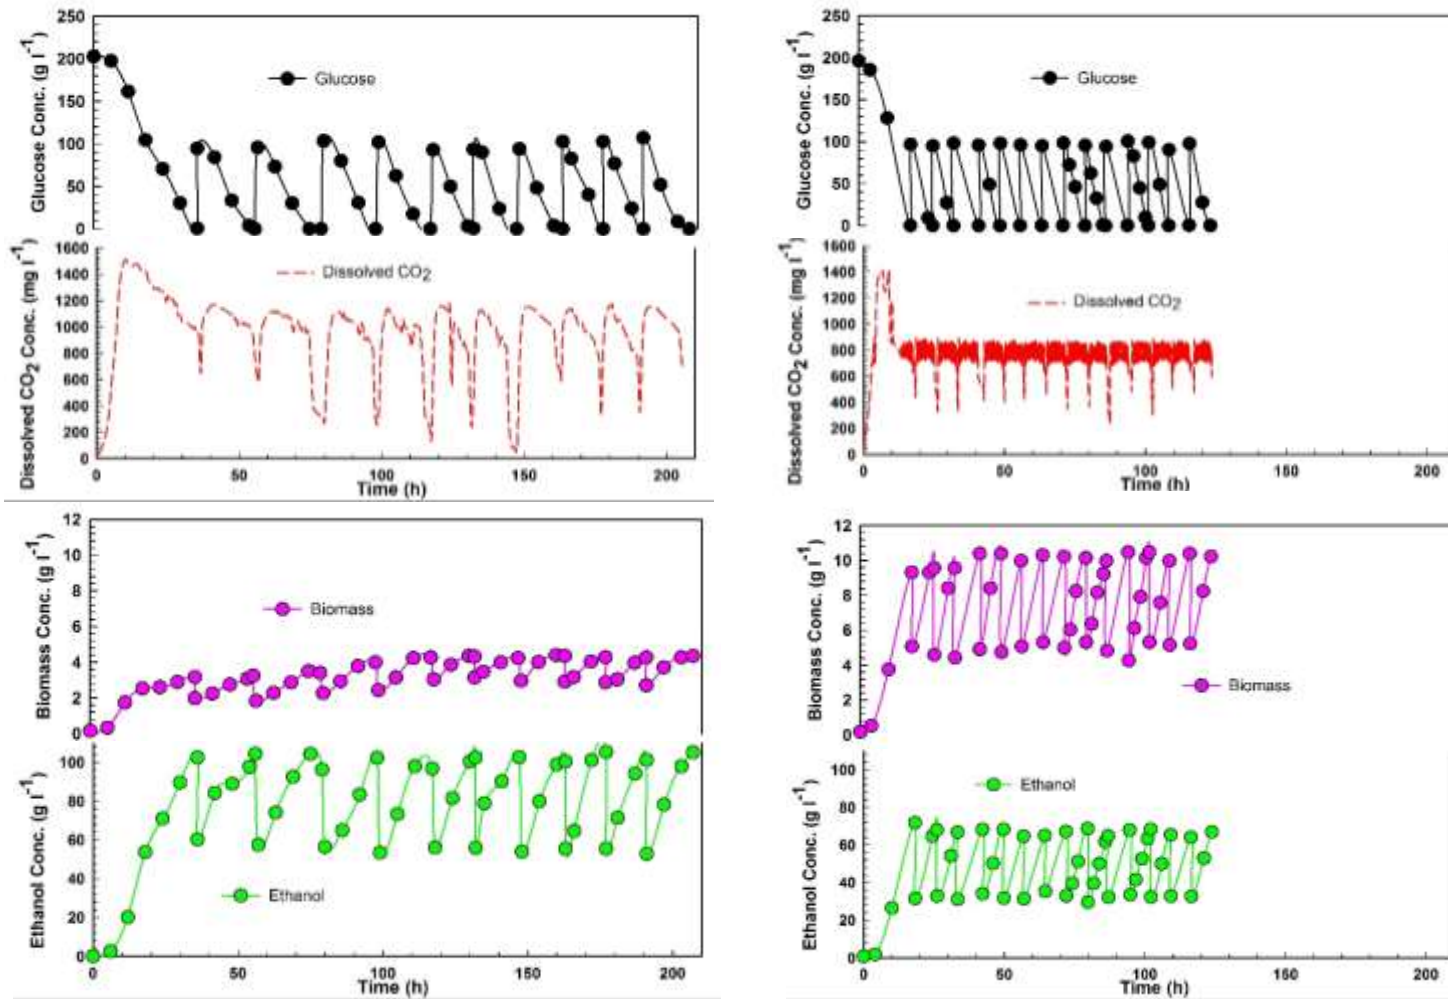 250
200
150
100
50
0
Glucose Conc. (g l⁻¹)
Glucose
1600
1400
1200
1000
800
600
400
200
0
Dissolved CO₂ Conc. (mg l⁻¹)
Dissolved CO₂
0 50 100 150 200
Time (h)
250
200
150
100
50
0
Glucose Conc. (g l⁻¹)
Glucose
1600
1400
1200
1000
800
600
400
200
0
Dissolved CO₂ Conc. (mg l⁻¹)
Dissolved CO₂
0 50 100 150 200
Time (h)
12
10
8
6
4
2
0
Biomass Conc. (g l⁻¹)
Biomass
100
80
60
40
20
0
Ethanol Conc. (g l⁻¹)
Ethanol
0 50 100 150 200
Time (h)
12
10
8
6
4
2
0
Biomass Conc. (g l⁻¹)
Biomass
100
80
60
40
20
0
Ethanol Conc. (g l⁻¹)
Ethanol
0 50 100 150 200
Time (h)